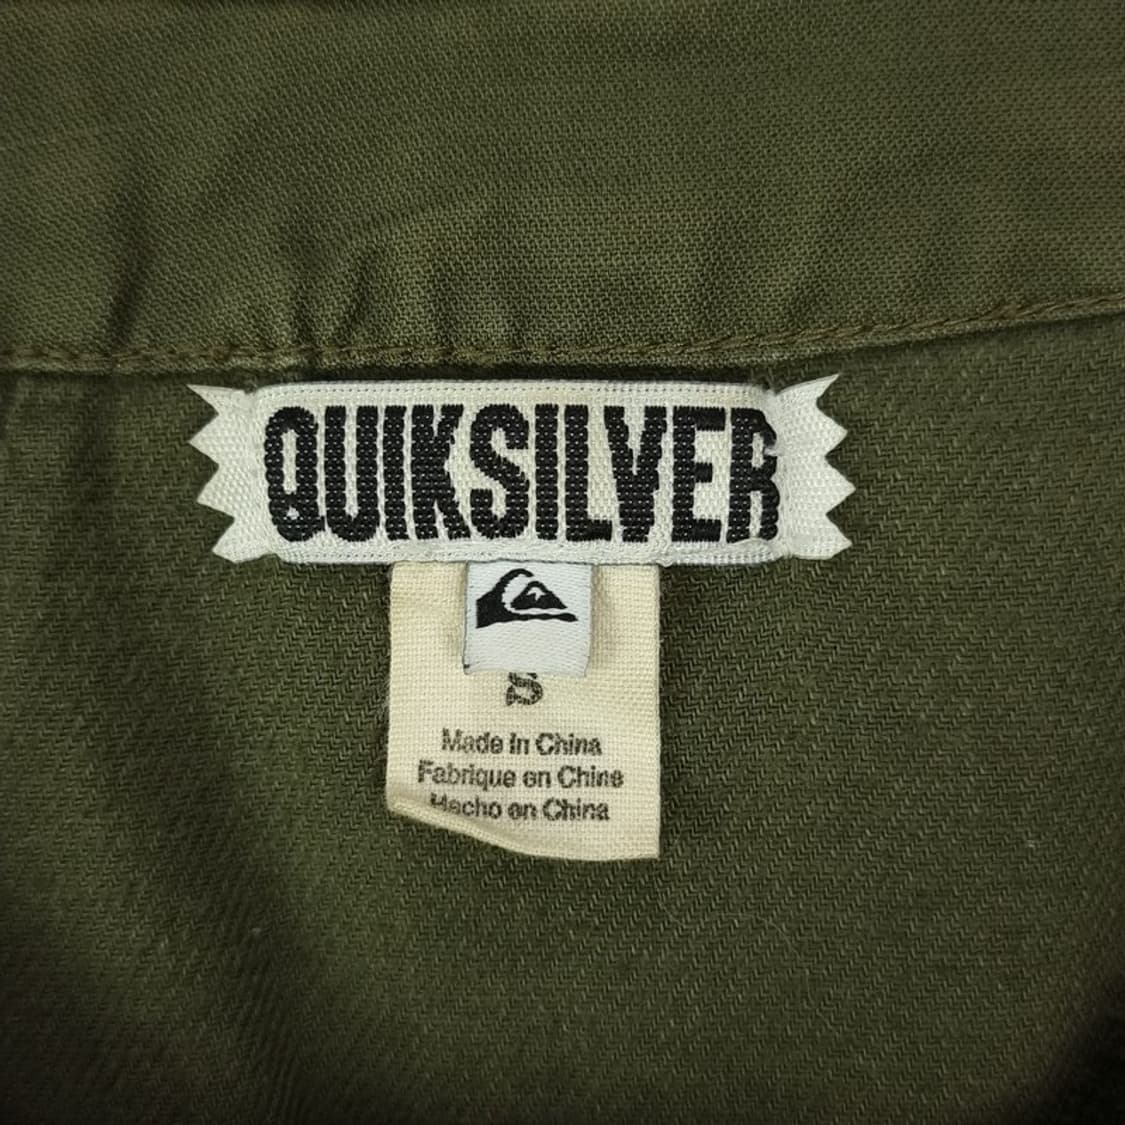 QUIKSILVER
S
Made In China
Fabrique en Chine
Hecho en China